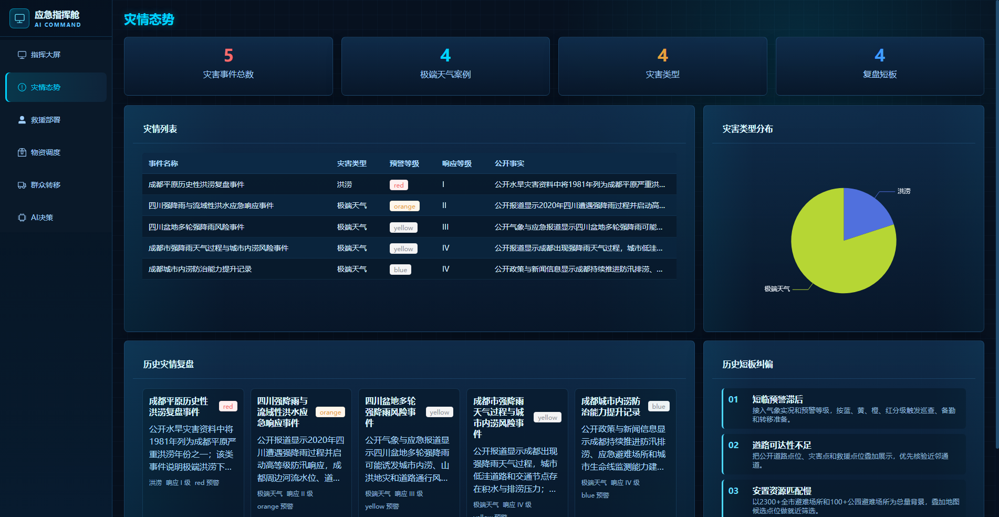 应急指挥舱
AI COMMAND
指挥大屏
灾情态势
救援部署
物资调度
群众转移
AI决策
灾情态势
5
灾害事件总数
4
极端天气案例
4
灾害类型
4
复盘短板
灾情列表
事件名称 灾害类型 预警等级 响应等级 公开事实
成都平原历史性洪涝复盘事件 洪涝 red I 公开水旱灾害资料中将1981年列为成都平原严重洪...
四川强降雨与流域性洪水应急响应事件 极端天气 orange II 公开报道显示2020年四川遭遇强降雨过程并启动高...
四川盆地多轮强降雨风险事件 极端天气 yellow III 公开气象与应急报道显示四川盆地多轮强降雨可能...
成都市强降雨天气过程与城市内涝风险事件 极端天气 yellow IV 公开报道显示成都出现强降雨天气过程，城市低洼...
成都城市内涝防治能力提升记录 极端天气 blue IV 公开政策与新闻信息显示成都持续推进防汛排涝、...
灾害类型分布
洪涝
极端天气
历史灾情复盘
成都平原历史性
洪涝复盘事件
red
公开水旱灾害资料中将
1981年列为成都平原严
重洪涝年份之一；该类
事件说明极端洪涝下...
洪涝 响应 I 级 red 预警
四川强降雨与
流域性洪水应
急响应事件
orange
公开报道显示2020年四
川遭遇强降雨过程并启
动高等级防汛响应，成
都周边河流水位、道...
极端天气 响应 II 级
orange 预警
四川盆地多轮
强降雨风险事
件
yellow
公开气象与应急报道显
示四川盆地多轮强降雨
可能诱发城市内涝、山
洪地灾和道路通行风...
极端天气 响应 III 级
yellow 预警
成都市强降雨
天气过程与城
市内涝风险事
件
yellow
公开报道显示成都出现
强降雨天气过程，城市
低洼道路和交通节点存
在积水与排涝压力；...
极端天气 响应 IV 级
yellow 预警
成都城市内涝防
治能力提升记录
blue
公开政策与新闻信息显
示成都持续推进防汛排
涝、应急避难场所和城
市生命线监测能力建...
极端天气 响应 IV 级
blue 预警
历史短板纠偏
01 短临预警滞后
接入气象实况和预警等级，按蓝、黄、橙、红分级触发巡查、备勤
和转移准备。
02 道路可达性不足
把公开道路点位、灾害点和救援点位叠加展示，优先核验近邻通
道。
03 安置资源匹配慢
以2300+全市避难场所和100+公园避难场所为总量背景，叠加地图
候选点位做就近筛选。